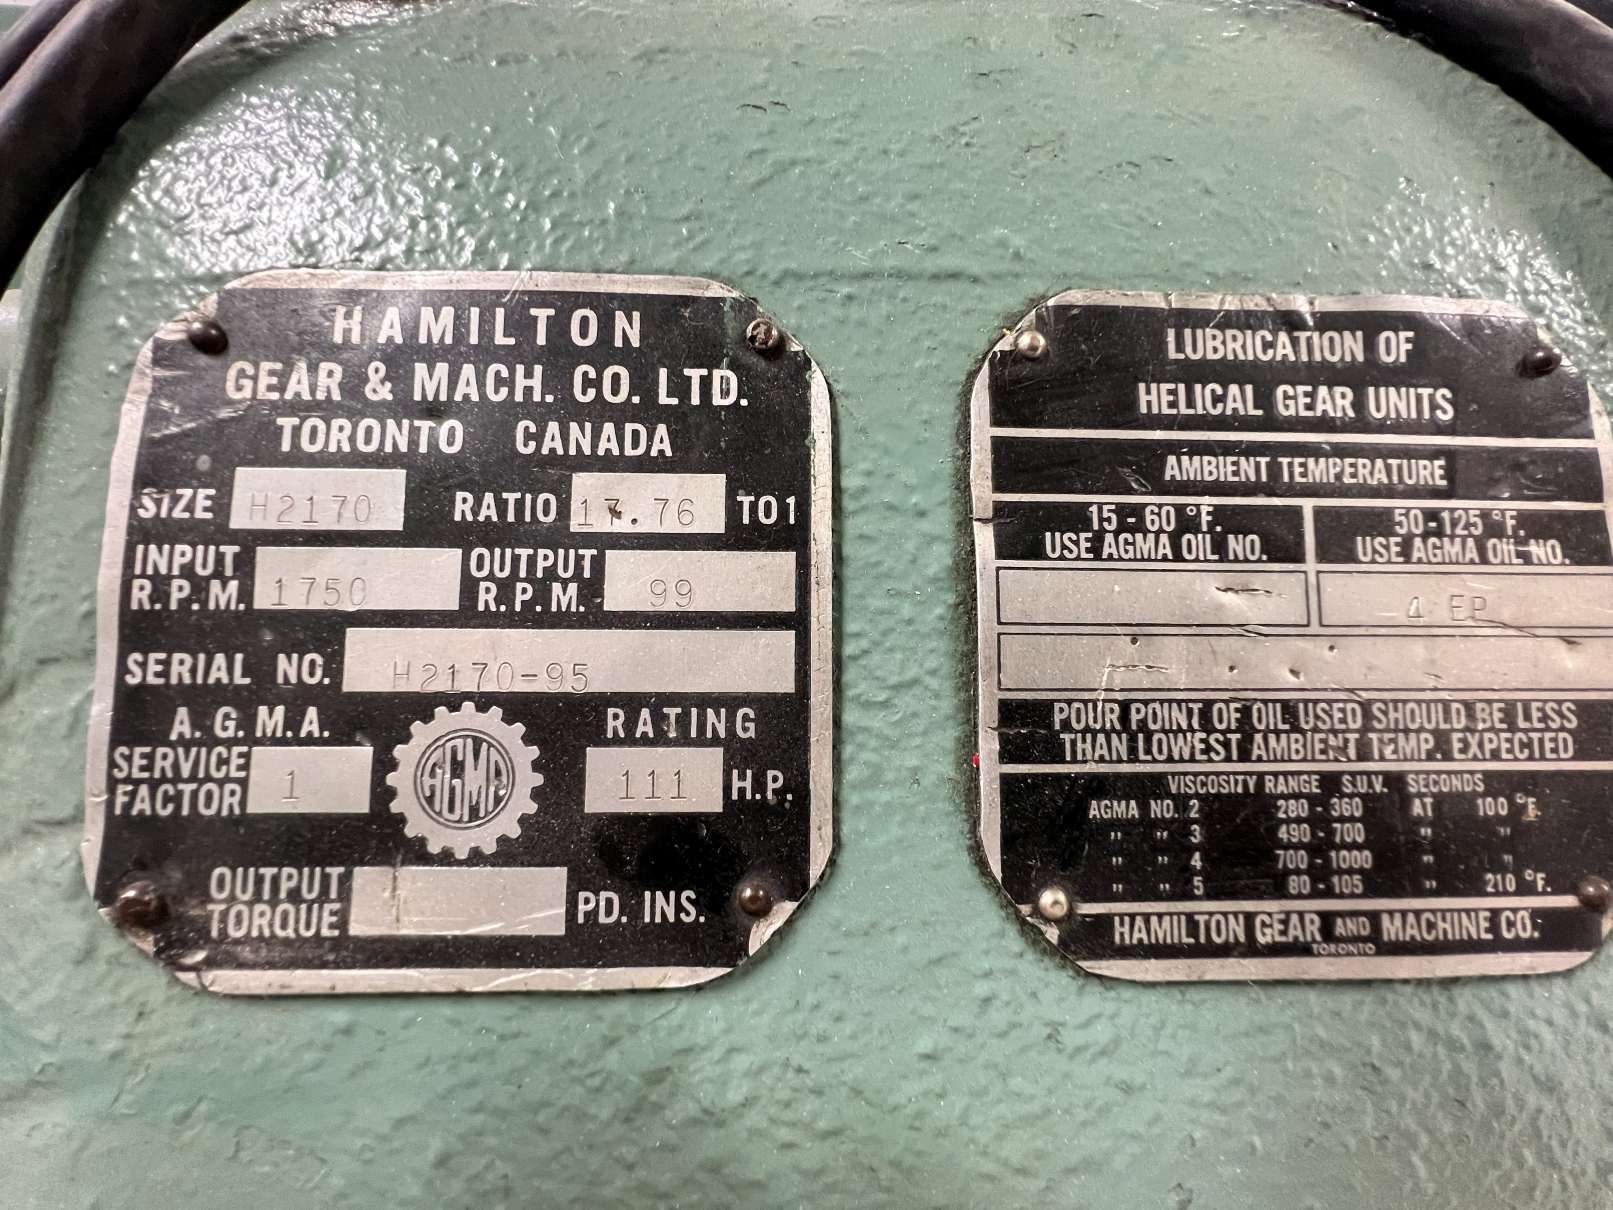 HAMILTON
GEAR & MACH. CO. LTD.
TORONTO CANADA
SIZE H2170 RATIO 17.76 TO 1
INPUT R.P.M. 1750 OUTPUT R.P.M. 99
SERIAL NO. H2170-95
A.G.M.A. RATING
SERVICE FACTOR 1 AGMA 111 H.P.
OUTPUT TORQUE PD. INS.
LUBRICATION OF
HELICAL GEAR UNITS
AMBIENT TEMPERATURE
15 - 60 °F. 50-125 °F.
USE AGMA OIL NO. USE AGMA OIL NO.
4 EP
POUR POINT OF OIL USED SHOULD BE LESS
THAN LOWEST AMBIENT TEMP. EXPECTED
VISCOSITY RANGE S.U.V. SECONDS
AGMA NO. 2 280 - 360 AT 100 °F.
" " 3 490 - 700 " "
" " 4 700 - 1000 " "
" " 5 80 - 105 " 210 °F.
HAMILTON GEAR AND MACHINE CO.
TORONTO